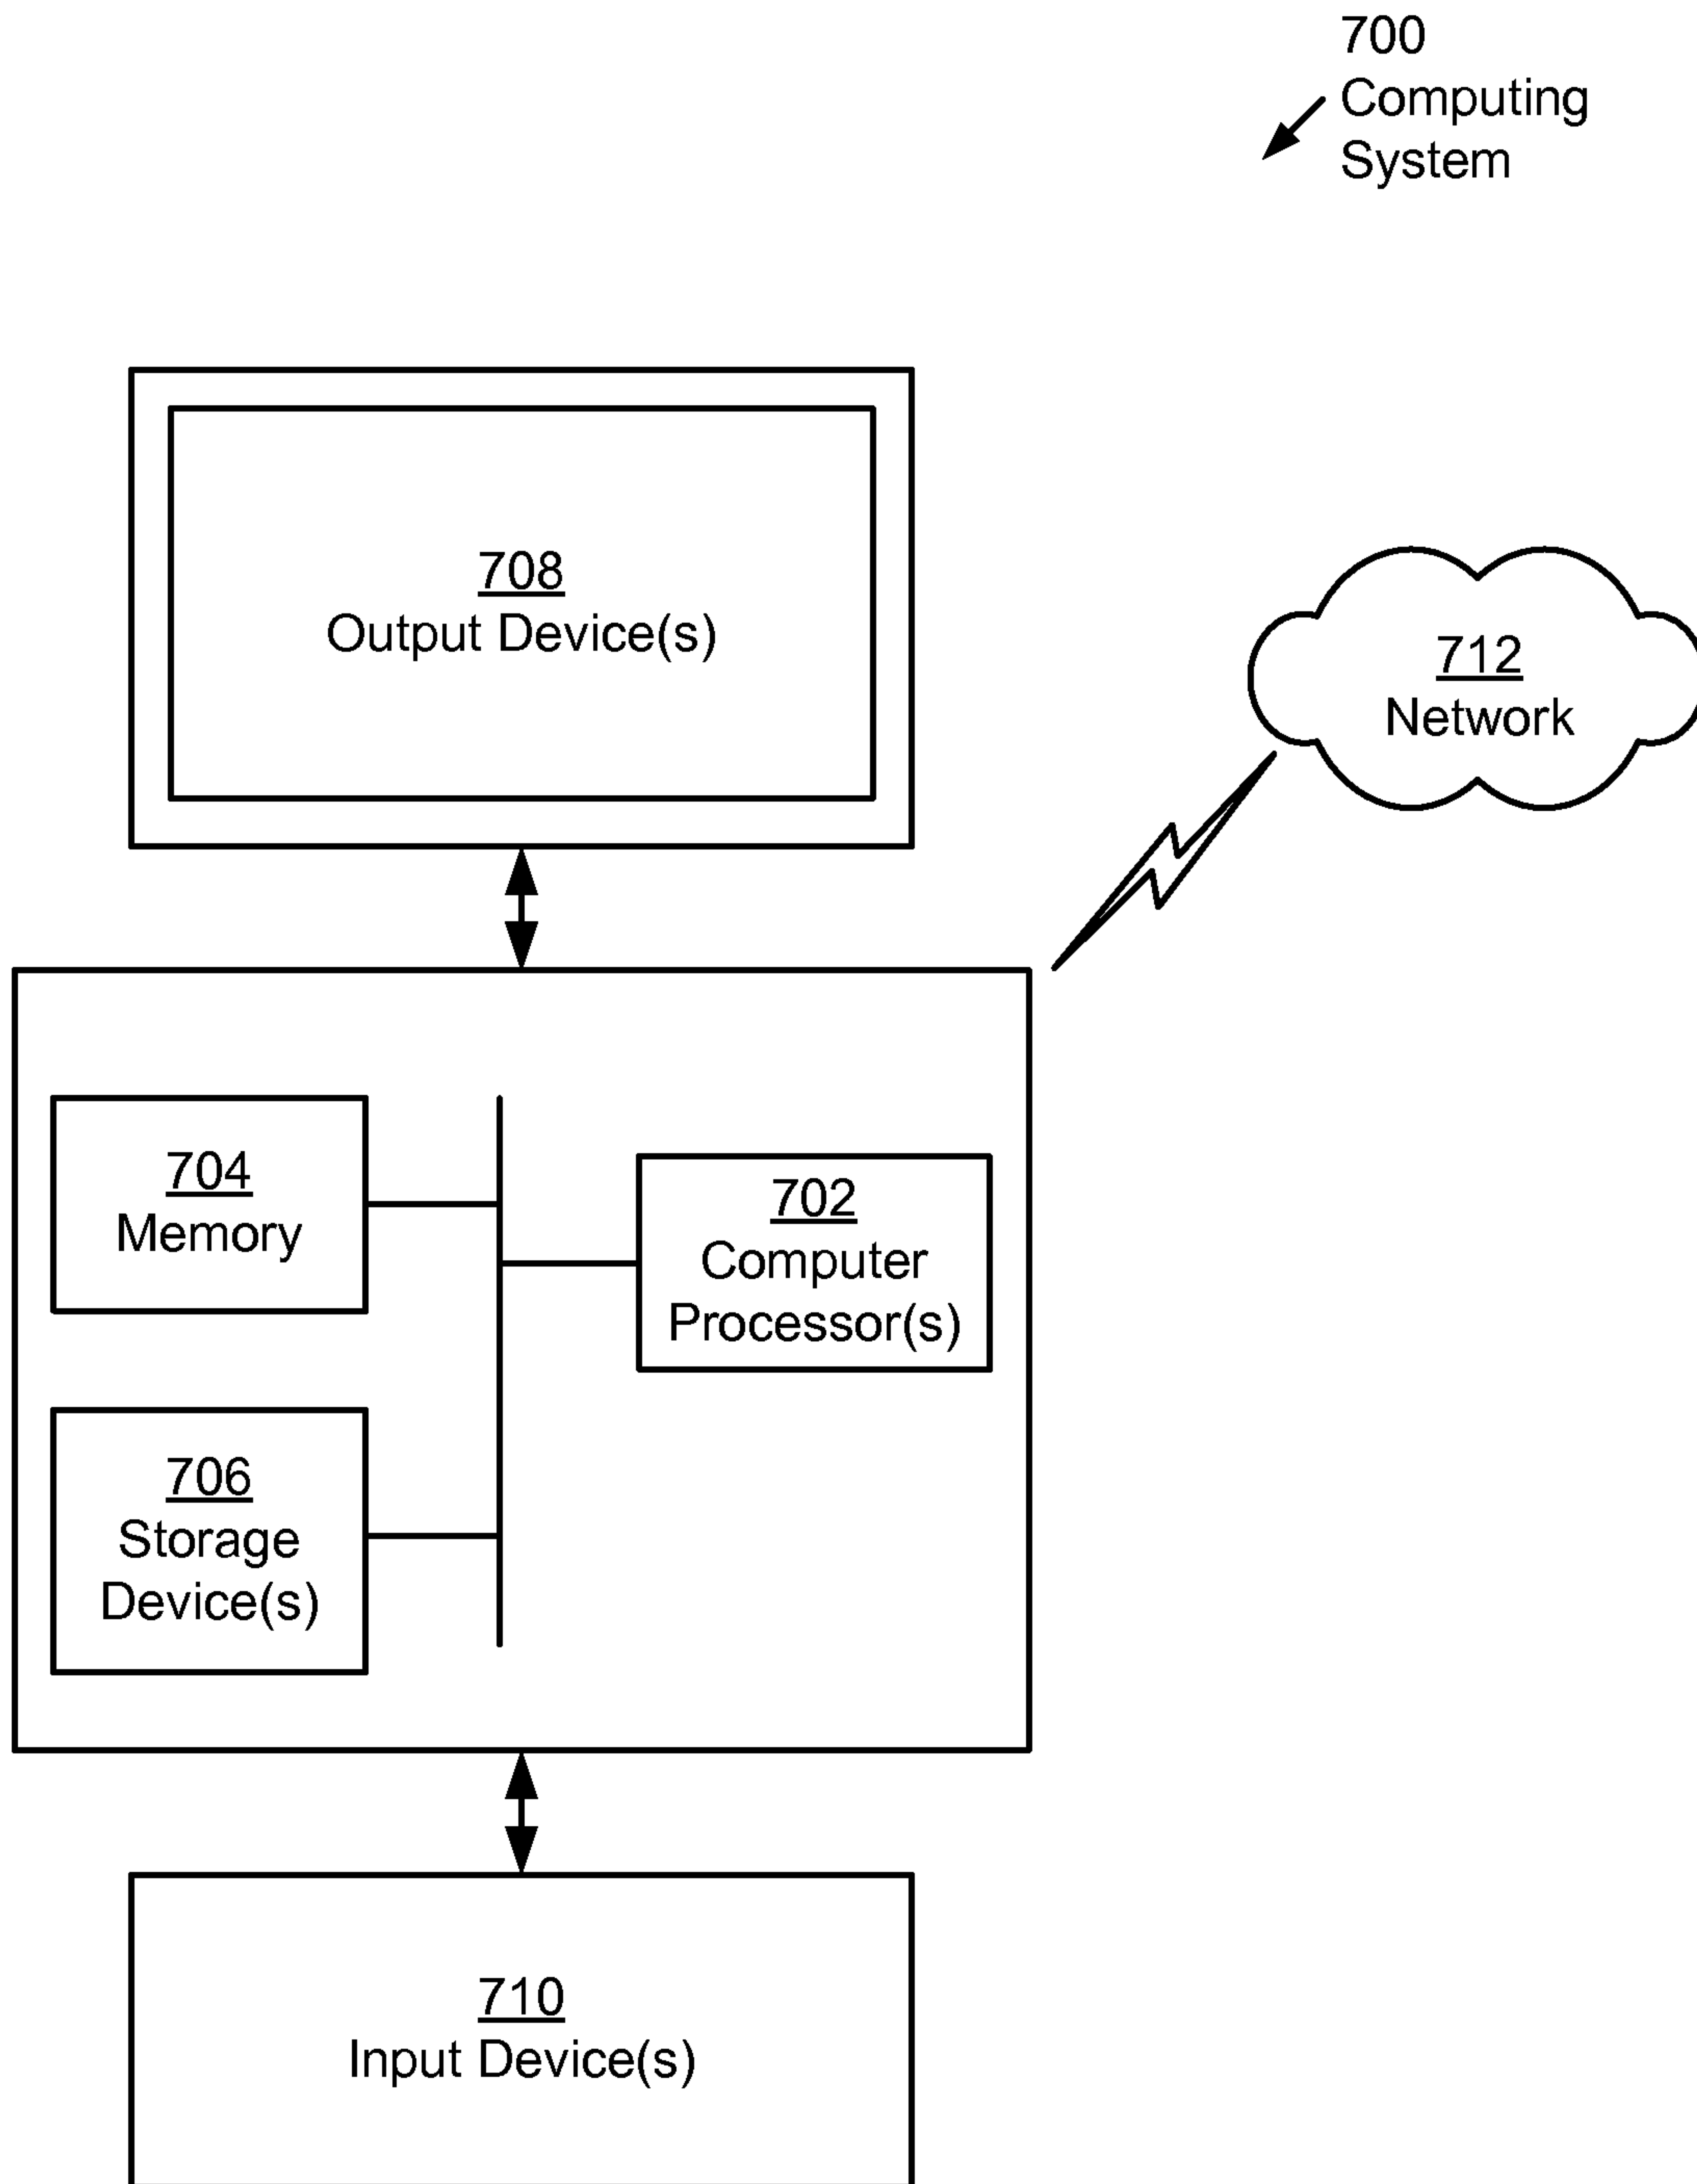 700
Computing
System
708
Output Device(s)
712
Network
704
Memory
702
Computer
Processor(s)
706
Storage
Device(s)
710
Input Device(s)